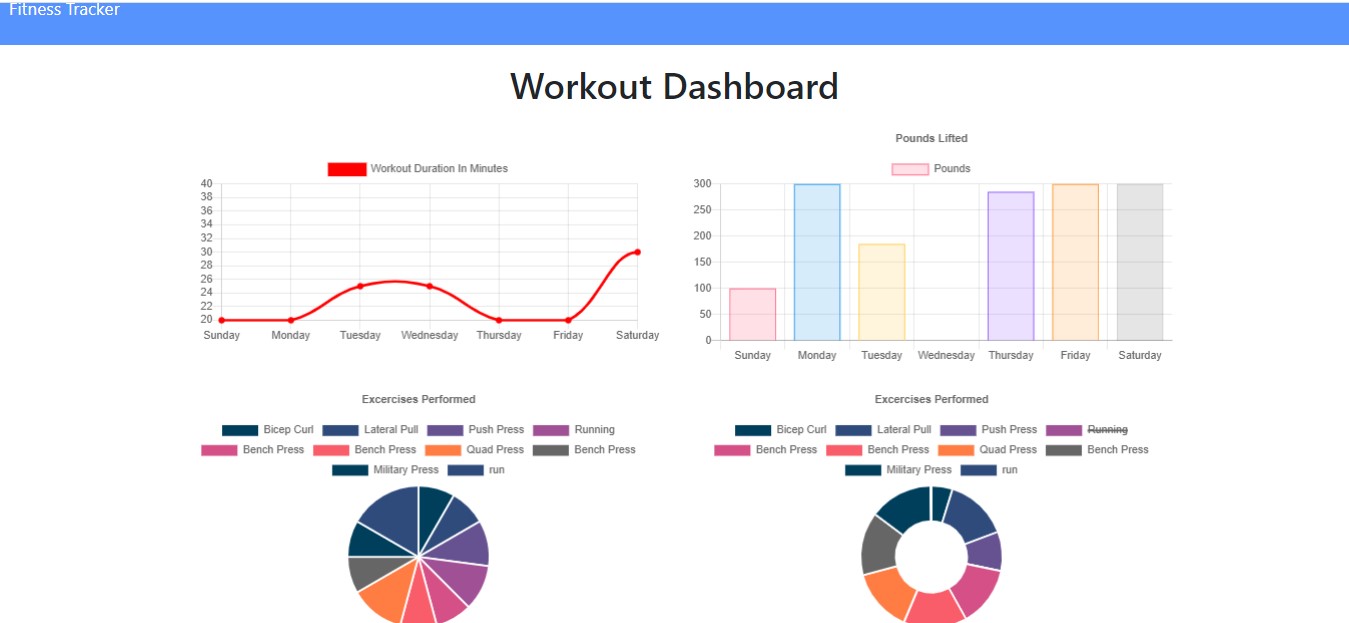 Fitness Tracker
Workout Dashboard
Workout Duration In Minutes
40
38
36
34
32
30
28
26
24
22
20
Sunday Monday Tuesday Wednesday Thursday Friday Saturday
Pounds Lifted
Pounds
300
250
200
150
100
50
0
Sunday Monday Tuesday Wednesday Thursday Friday Saturday
Excercises Performed
Bicep Curl Lateral Pull Push Press Running
Bench Press Bench Press Quad Press Bench Press
Military Press run
Excercises Performed
Bicep Curl Lateral Pull Push Press Running
Bench Press Bench Press Quad Press Bench Press
Military Press run